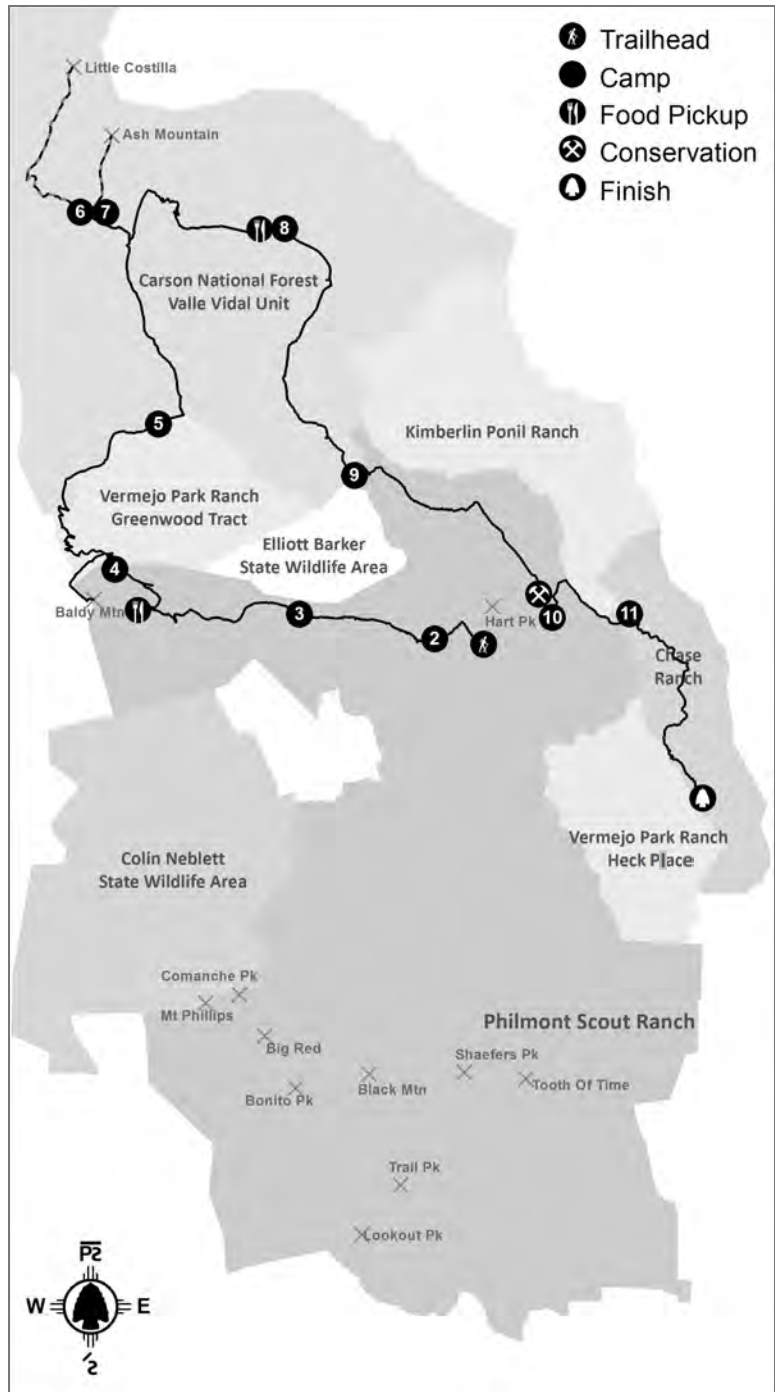 Little Costilla
Ash Mountain
Trailhead
Camp
Food Pickup
Conservation
Finish
6 7
8
Carson National Forest
Valle Vidal Unit
5
Kimberlin Ponil Ranch
9
Vermejo Park Ranch
Greenwood Tract
Elliott Barker
State Wildlife Area
4
Baldy Mtn
3
2
Hart Pk
10
11
Chase
Ranch
Vermejo Park Ranch
Heck Place
Colin Neblett
State Wildlife Area
Comanche Pk
Mt Phillips
Big Red
Bonito Pk
Black Mtn
Philmont Scout Ranch
Shaefers Pk
Tooth Of Time
Trail Pk
Lookout Pk
W E